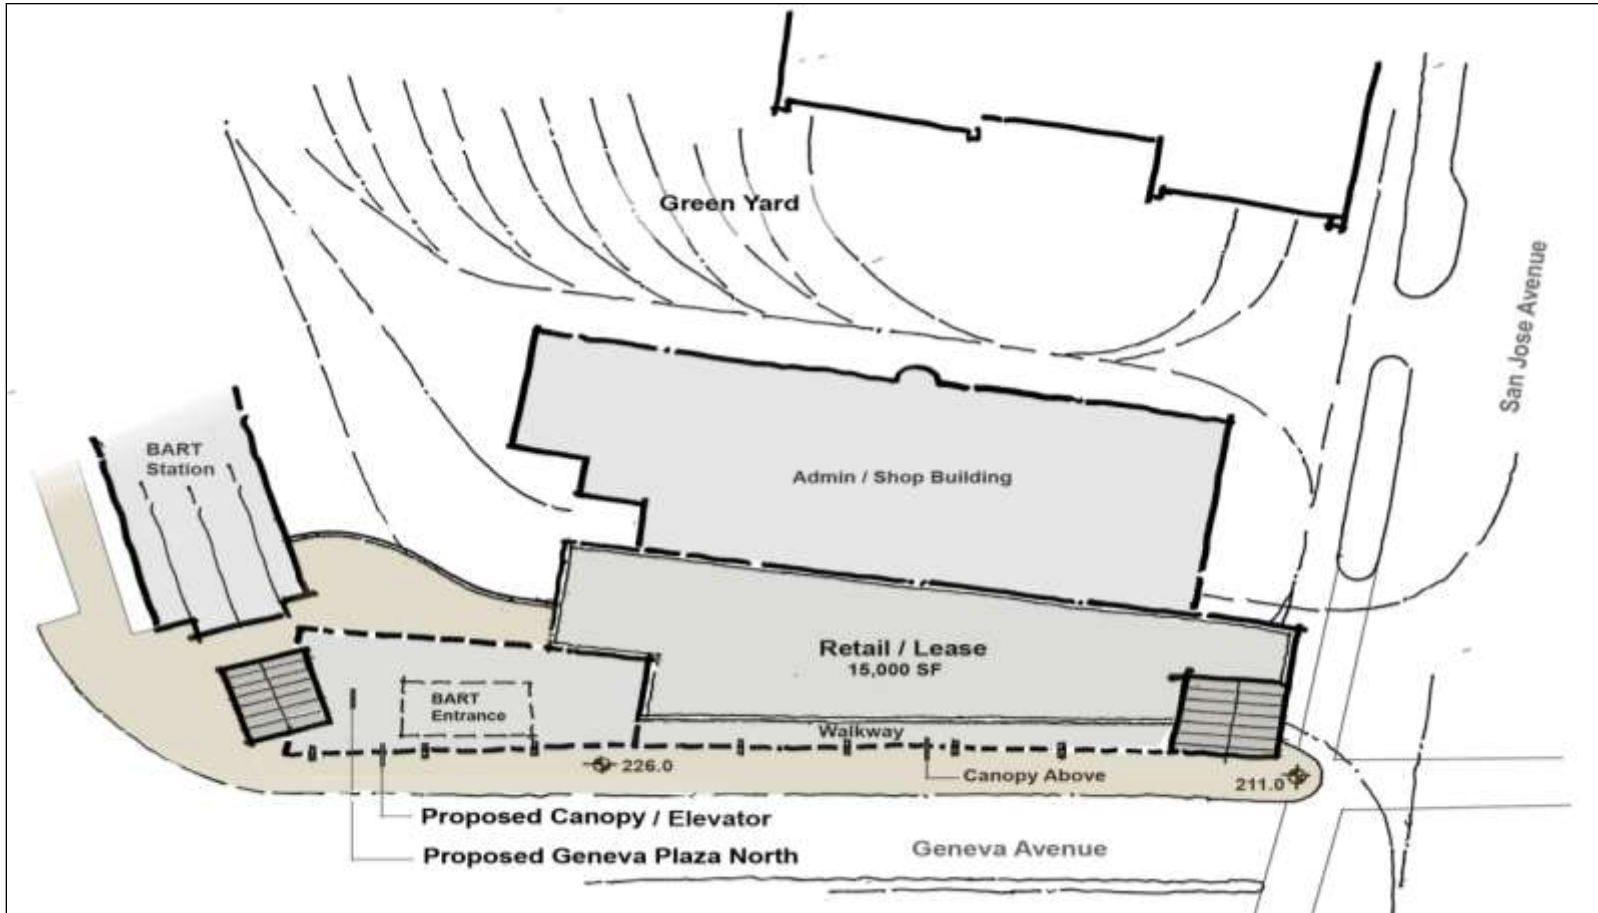 Green Yard
San Jose Avenue
BART
Station
Admin / Shop Building
Retail / Lease
15,000 SF
BART
Entrance
Walkway
226.0
Canopy Above
211.0
Proposed Canopy / Elevator
Proposed Geneva Plaza North
Geneva Avenue